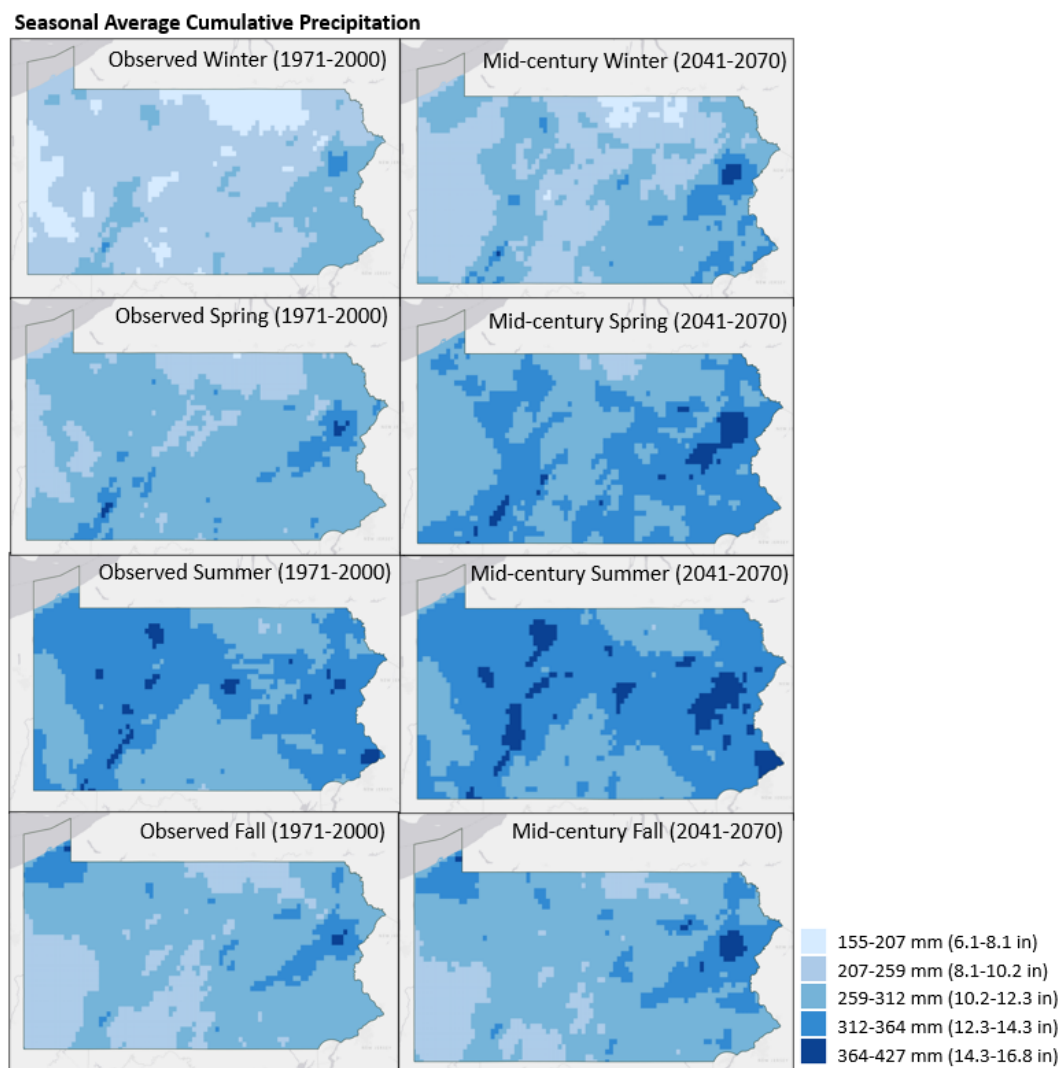 Seasonal Average Cumulative Precipitation
Observed Winter (1971-2000)
Mid-century Winter (2041-2070)
Observed Spring (1971-2000)
Mid-century Spring (2041-2070)
Observed Summer (1971-2000)
Mid-century Summer (2041-2070)
Observed Fall (1971-2000)
Mid-century Fall (2041-2070)
155-207 mm (6.1-8.1 in)
207-259 mm (8.1-10.2 in)
259-312 mm (10.2-12.3 in)
312-364 mm (12.3-14.3 in)
364-427 mm (14.3-16.8 in)